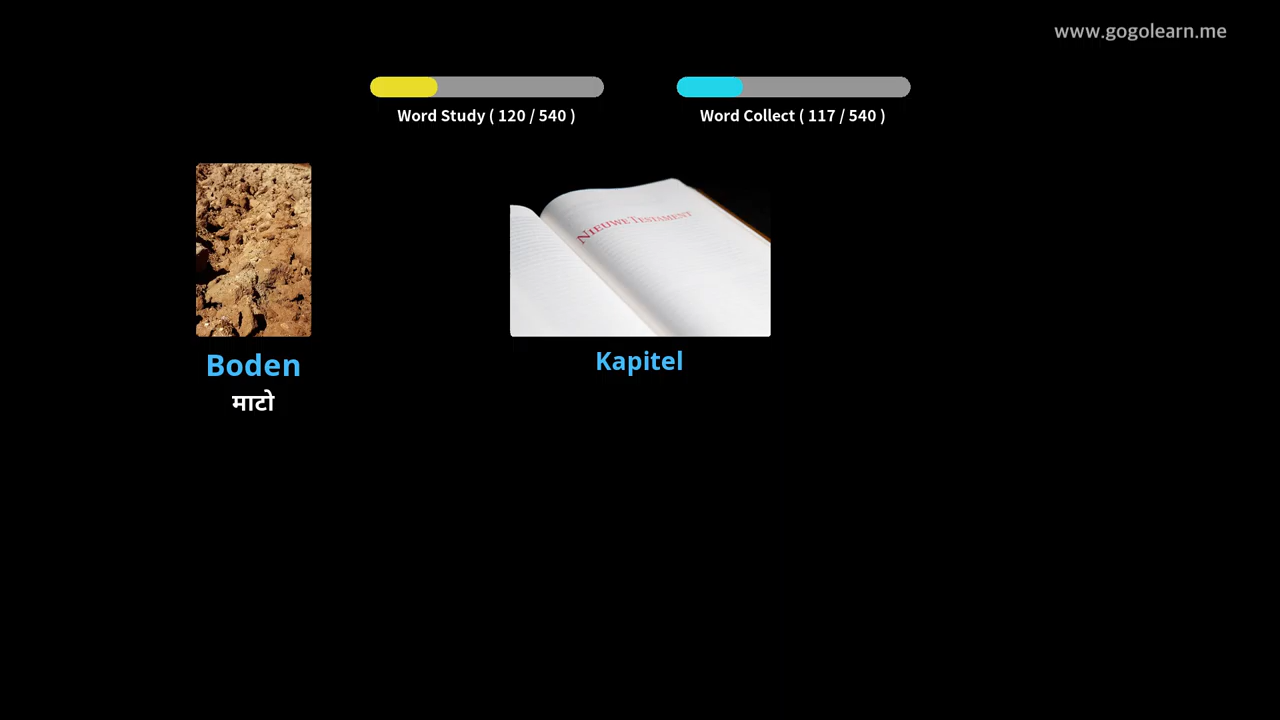 www.gogolearn.me
Word Study ( 120 / 540 )
Word Collect ( 117 / 540 )
NIEUWE TESTAMENT
Boden
माटो
Kapitel